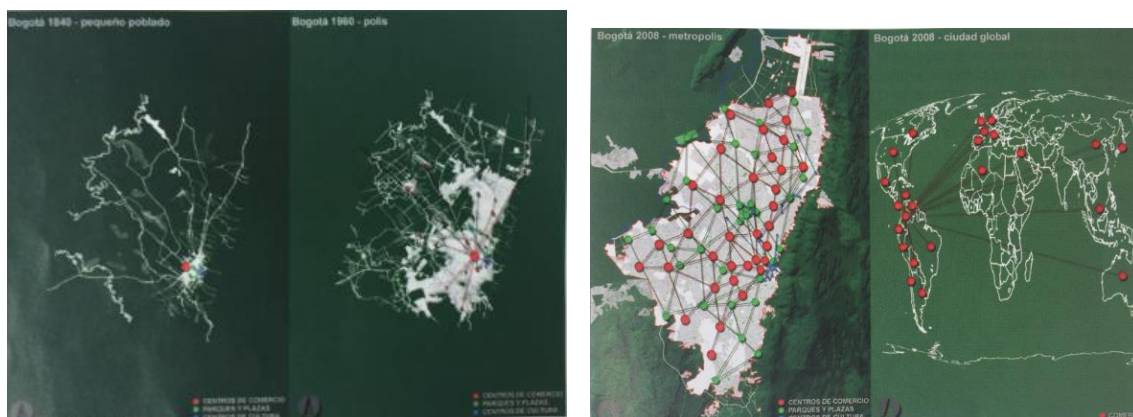 Bogotá 1840 - pequeño poblado
CENTROS DE COMERCIO
PARQUES Y PLAZAS
Bogotá 1960 - polis
CENTROS DE COMERCIO
PARQUES Y PLAZAS
CENTROS DE CULTURA
Bogotá 2008 - metropolis
CENTROS DE COMERCIO
PARQUES Y PLAZAS
Bogotá 2008 - ciudad global